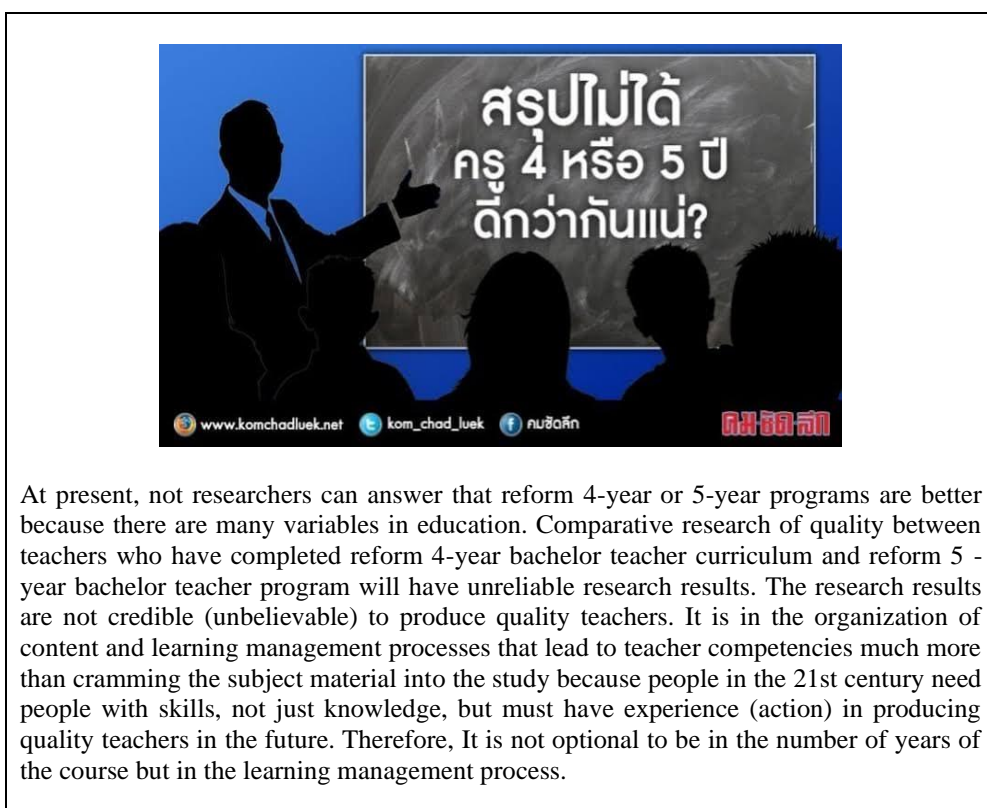 สรุปไม่ได้
ครู 4 หรือ 5 ปี
ดีกว่ากันแน่?
www.komchadluek.net kom_chad_luek คมชัดลึก คม ชัด ลึก
At present, not researchers can answer that reform 4-year or 5-year programs are better
because there are many variables in education. Comparative research of quality between
teachers who have completed reform 4-year bachelor teacher curriculum and reform 5 -
year bachelor teacher program will have unreliable research results. The research results
are not credible (unbelievable) to produce quality teachers. It is in the organization of
content and learning management processes that lead to teacher competencies much more
than cramming the subject material into the study because people in the 21st century need
people with skills, not just knowledge, but must have experience (action) in producing
quality teachers in the future. Therefore, It is not optional to be in the number of years of
the course but in the learning management process.